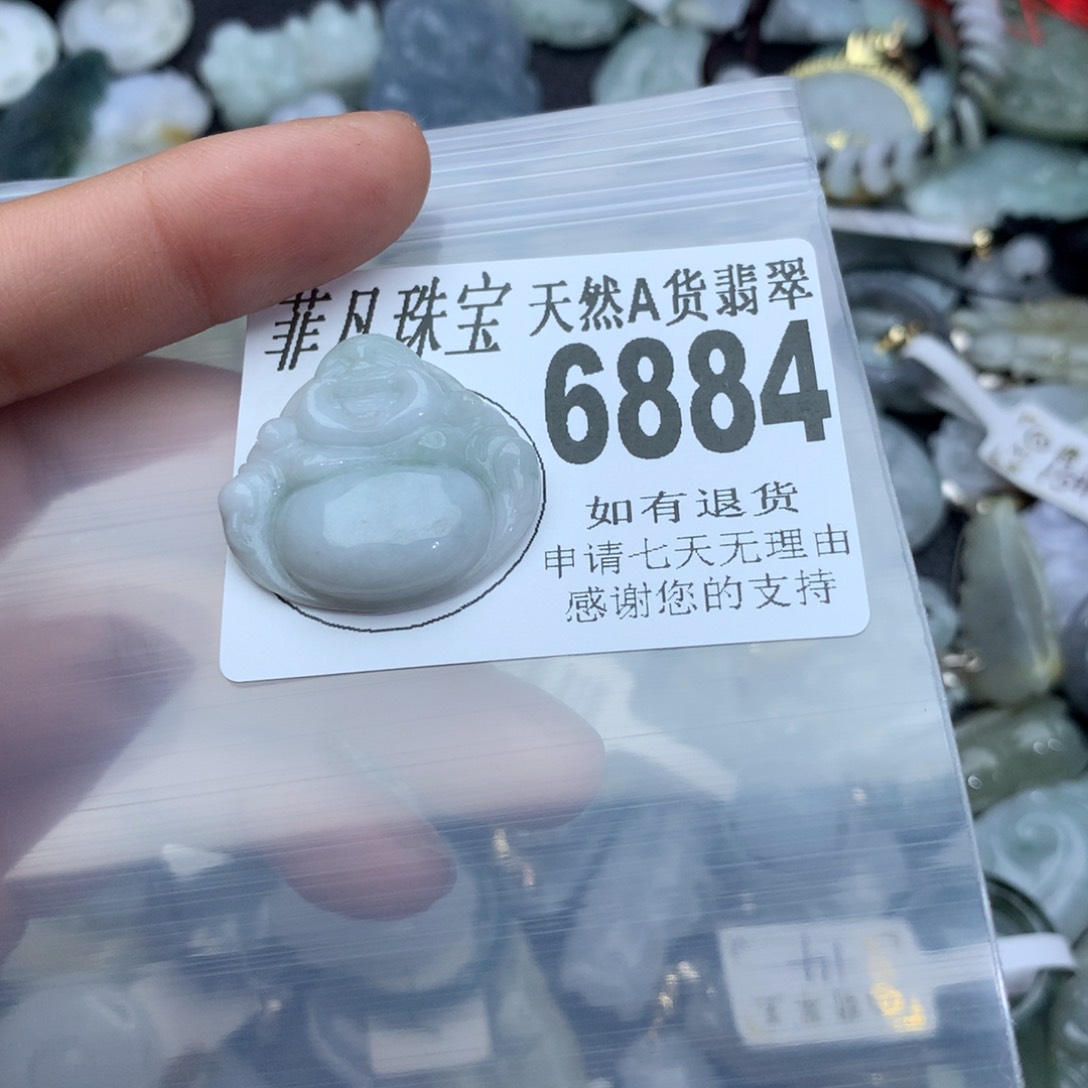 菲凡珠宝 天然A货翡翠
6884
如有退货
申请七天无理由
感谢您的支持
14